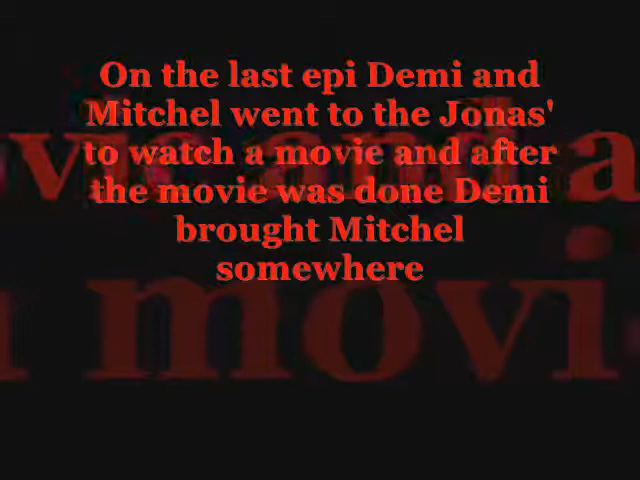 On the last epi Demi and
Mitchel went to the Jonas'
to watch a movie and after
the movie was done Demi
brought Mitchel
somewhere